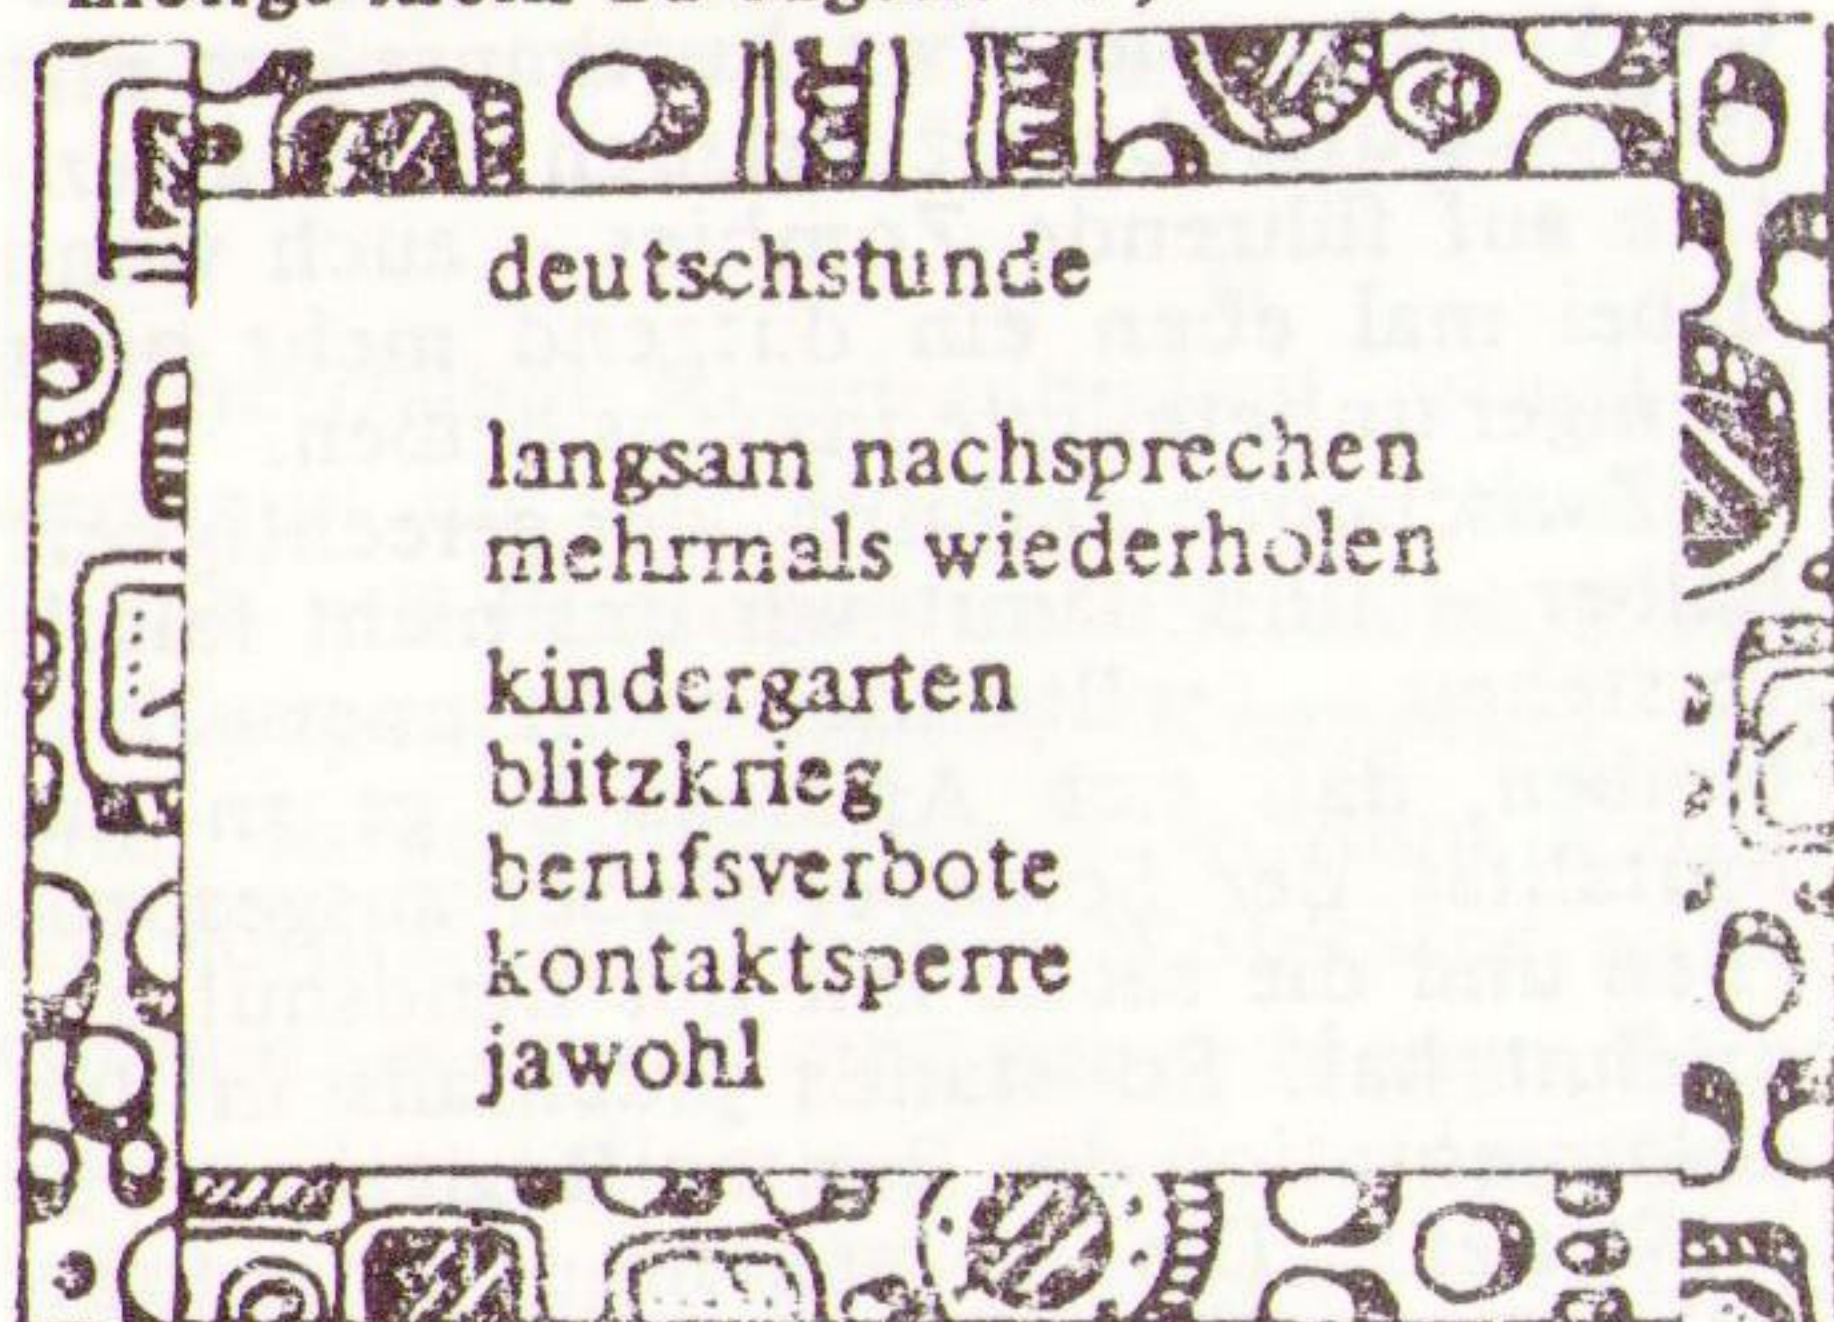 deutschstunde
langsam nachsprechen
mehrmals wiederholen
kindergarten
blitzkrieg
berufsverbote
kontaktsperre
jawohl